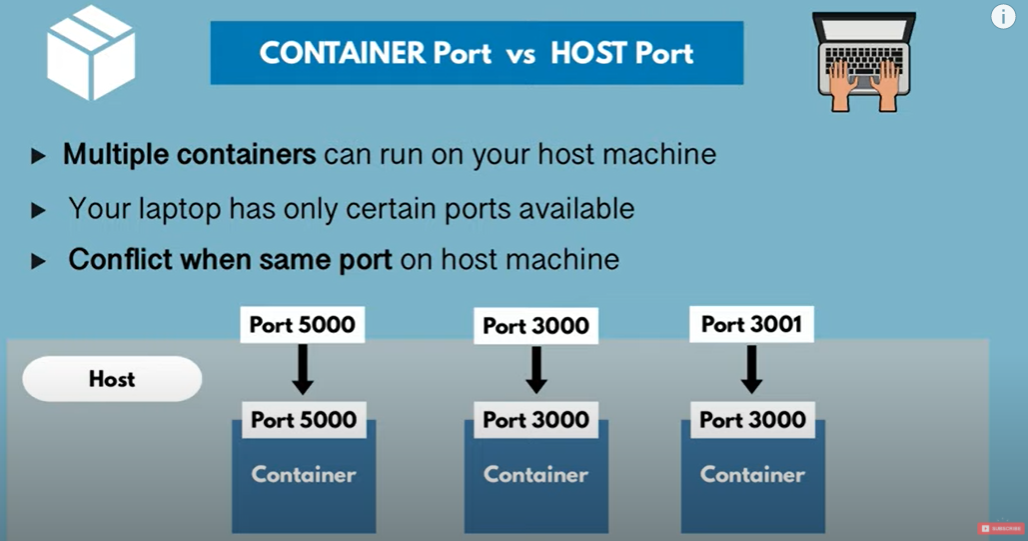 CONTAINER Port vs HOST Port
Multiple containers can run on your host machine
Your laptop has only certain ports available
Conflict when same port on host machine
Port 5000
Port 3000
Port 3001
Host
Port 5000
Port 3000
Port 3000
Container
Container
Container
SUBSCRIBE